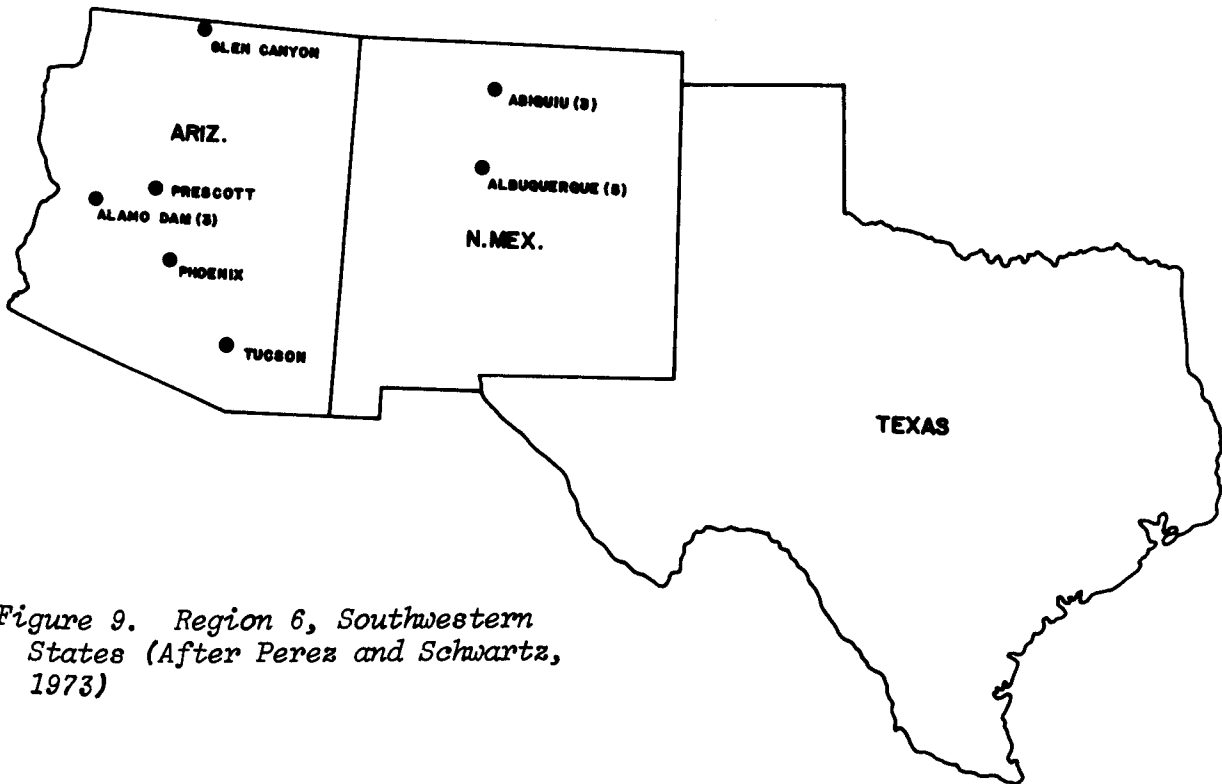 GLEN CANYON
ABIQUIU (3)
ARIZ.
PRESCOTT
ALBUQUERQUE (5)
ALAMO DAM (3)
N. MEX.
PHOENIX
TUCSON
TEXAS
Figure 9. Region 6, Southwestern
States (After Perez and Schwartz,
1973)